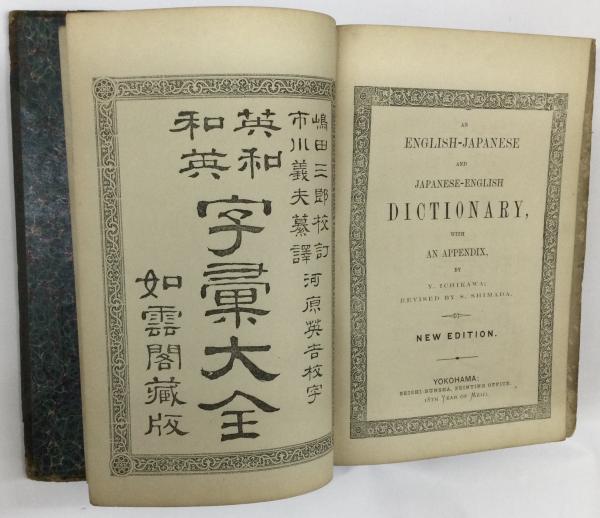 嶋田三郎校訂
市川義夫纂譯 河原英吉校字
英和
和英
字彙大全
如雲閣藏版
AN
ENGLISH-JAPANESE
AND
JAPANESE-ENGLISH
DICTIONARY,
WITH
AN APPENDIX,
BY
Y. ICHIKAWA;
REVISED BY S. SHIMADA.
NEW EDITION.
YOKOHAMA:
SEISHI-BUNSHA, PRINTING OFFICE.
18TH YEAR OF MEIJI.